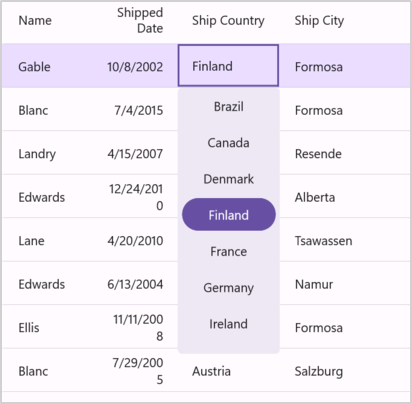 Name Shipped Date Ship Country Ship City
Gable 10/8/2002 Finland Formosa
Blanc 7/4/2015 Brazil Formosa
Landry 4/15/2007 Canada Resende
Denmark
Edwards 12/24/2010 Finland Alberta
Lane 4/20/2010 France Tsawassen
Edwards 6/13/2004 Germany Namur
Ellis 11/11/2008 Ireland Formosa
Blanc 7/29/2005 Austria Salzburg